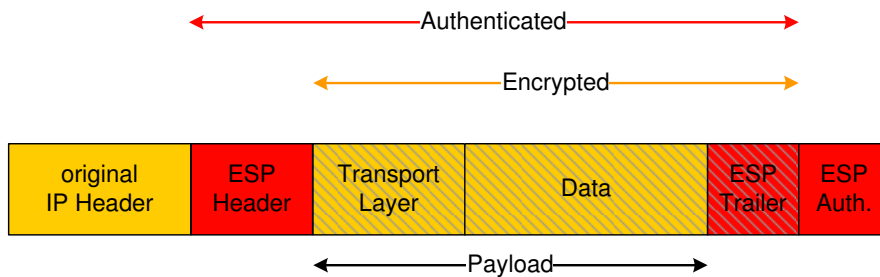 Authenticated
Encrypted
original
IP Header
ESP
Header
Transport
Layer
Data
ESP
Trailer
ESP
Auth.
Payload